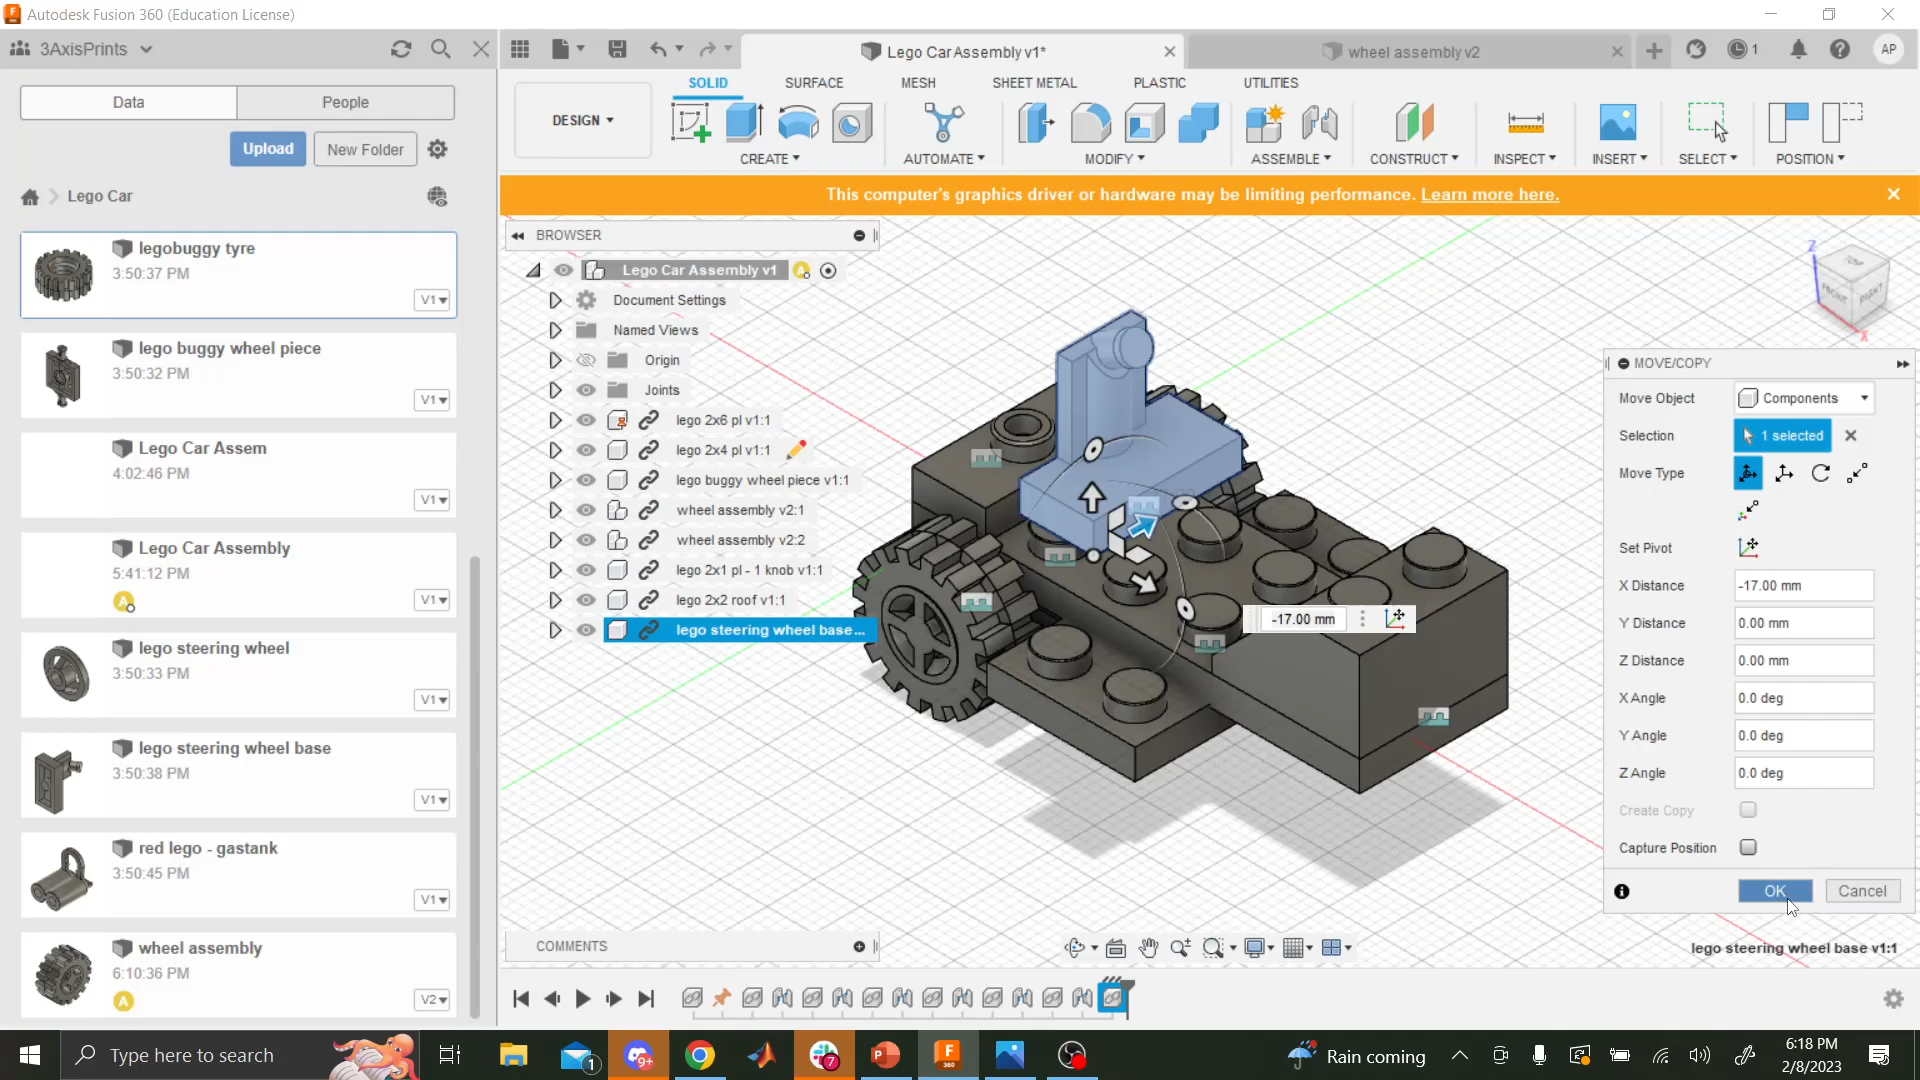 Autodesk Fusion 360 (Education License)
3AxisPrints
Lego Car Assembly v1*
wheel assembly v2
1
AP
Data
People
SOLID
SURFACE
MESH
SHEET METAL
PLASTIC
UTILITIES
DESIGN
CREATE
AUTOMATE
MODIFY
ASSEMBLE
CONSTRUCT
INSPECT
INSERT
SELECT
POSITION
Upload
New Folder
Lego Car
This computer's graphics driver or hardware may be limiting performance. Learn more here.
BROWSER
Lego Car Assembly v1
Document Settings
Named Views
Origin
Joints
lego 2x6 pl v1:1
lego 2x4 pl v1:1
lego buggy wheel piece v1:1
wheel assembly v2:1
wheel assembly v2:2
lego 2x1 pl - 1 knob v1:1
lego 2x2 roof v1:1
lego steering wheel base...
legobuggy tyre
3:50:37 PM
V1
lego buggy wheel piece
3:50:32 PM
V1
Lego Car Assem
4:02:46 PM
V1
Lego Car Assembly
5:41:12 PM
A
V1
lego steering wheel
3:50:33 PM
V1
lego steering wheel base
3:50:38 PM
V1
red lego - gastank
3:50:45 PM
V1
wheel assembly
6:10:36 PM
A
V2
Z
TOP
FRONT
RIGHT
X
-17.00 mm
MOVE/COPY
Move Object
Components
Selection
1 selected
Move Type
Set Pivot
X Distance
-17.00 mm
Y Distance
0.00 mm
Z Distance
0.00 mm
X Angle
0.0 deg
Y Angle
0.0 deg
Z Angle
0.0 deg
Create Copy
Capture Position
OK
Cancel
COMMENTS
lego steering wheel base v1:1
Type here to search
1
9+
7
F
360
Rain coming
6:18 PM
2/8/2023